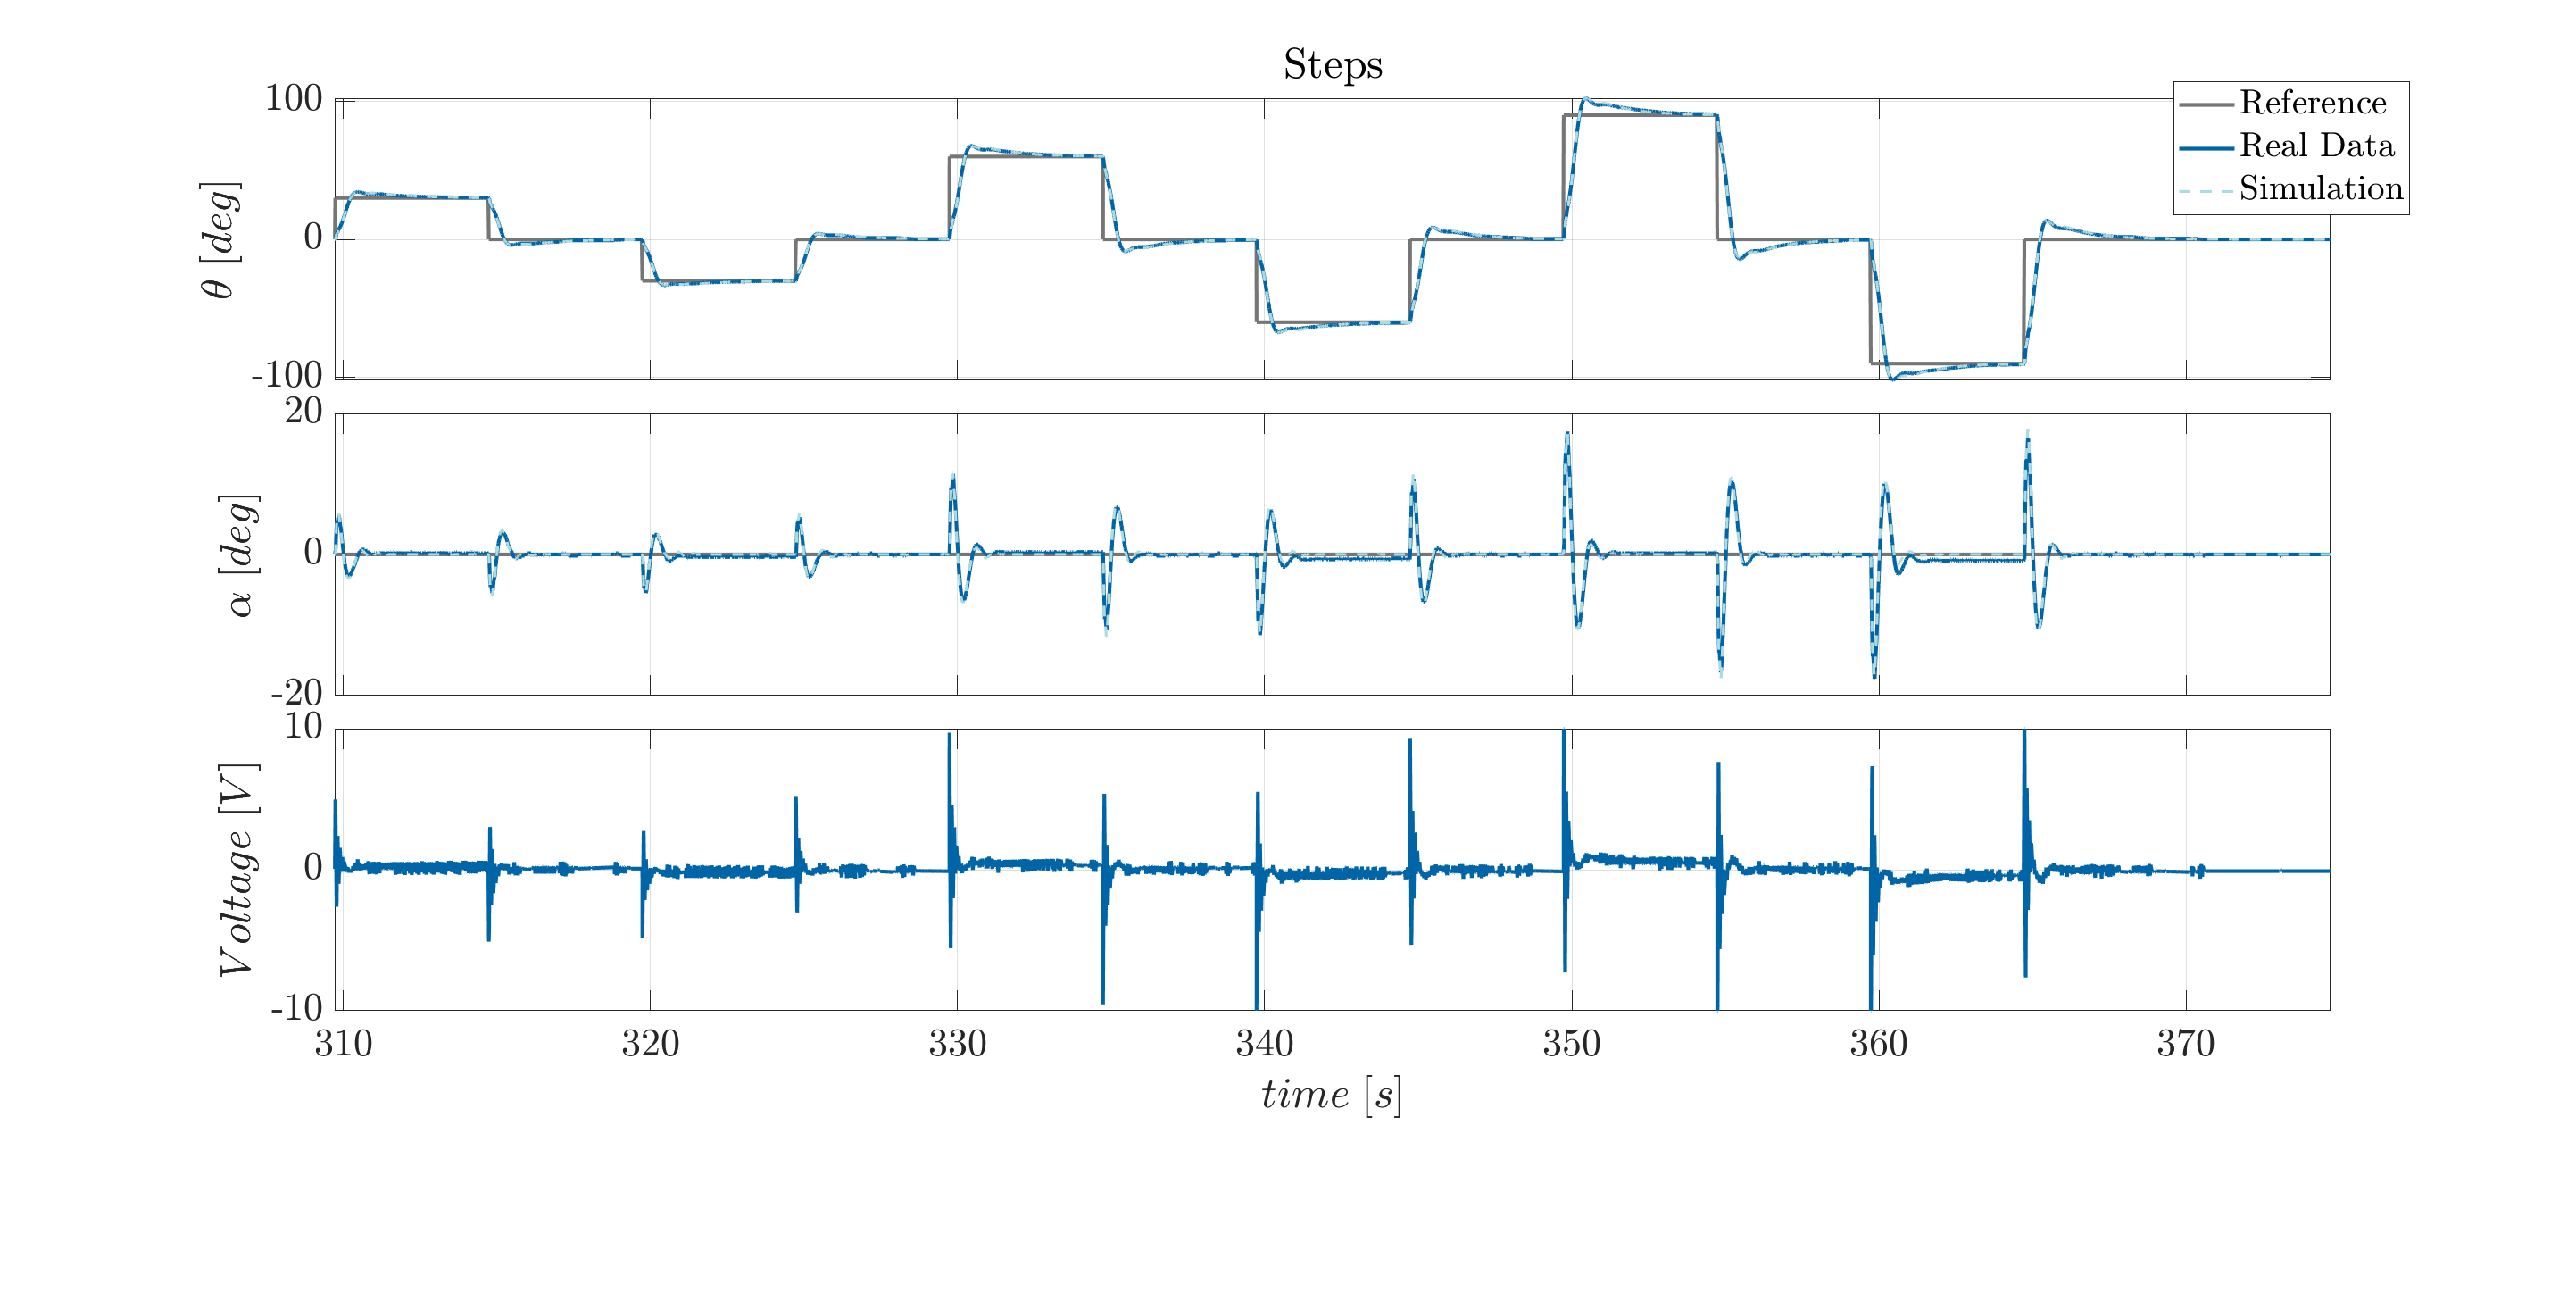 Steps
Reference
Real Data
Simulation
100
0
-100
θ [deg]
20
0
-20
α [deg]
10
0
-10
Voltage [V]
310 320 330 340 350 360 370
time [s]